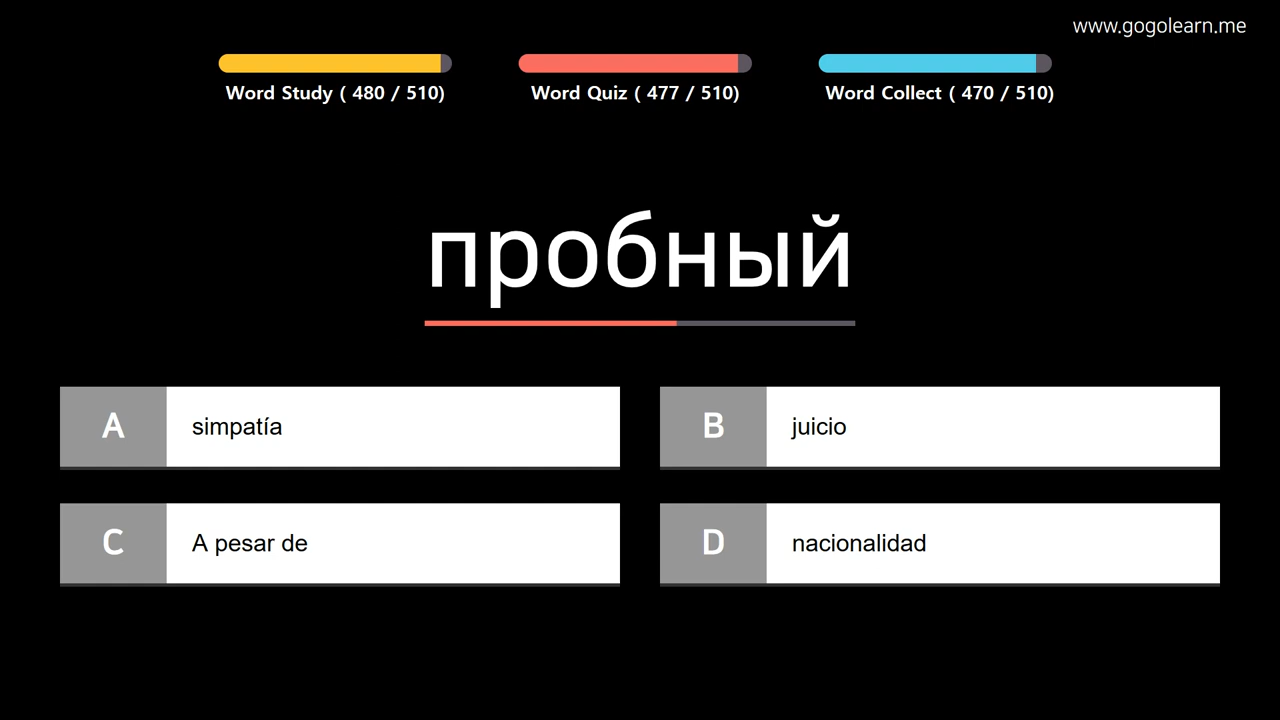 www.gogolearn.me
Word Study ( 480 / 510)
Word Quiz ( 477 / 510)
Word Collect ( 470 / 510)
пробный
A simpatía
B juicio
C A pesar de
D nacionalidad